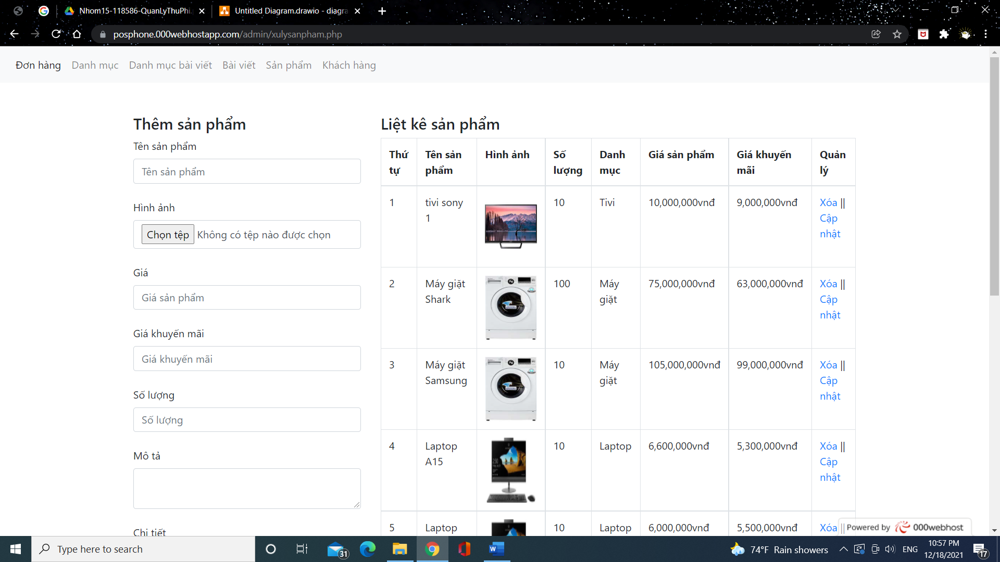 Nhom15-118586-QuanLyThuPhi.
Untitled Diagram.drawio - diagra
posphone.000webhostapp.com/admin/xulysanpham.php
Đơn hàng Danh mục Danh mục bài viết Bài viết Sản phẩm Khách hàng
Thêm sản phẩm
Tên sản phẩm
Tên sản phẩm
Hình ảnh
Chọn tệp Không có tệp nào được chọn
Giá
Giá sản phẩm
Giá khuyến mãi
Giá khuyến mãi
Số lượng
Số lượng
Mô tả
Chi tiết
Liệt kê sản phẩm
Thứ tự Tên sản phẩm Hình ảnh Số lượng Danh mục Giá sản phẩm Giá khuyến mãi Quản lý
1 tivi sony 1 10 Tivi 10,000,000vnđ 9,000,000vnđ Xóa || Cập nhật
2 Máy giặt Shark 100 Máy giặt 75,000,000vnđ 63,000,000vnđ Xóa || Cập nhật
3 Máy giặt Samsung 10 Máy giặt 105,000,000vnđ 99,000,000vnđ Xóa || Cập nhật
4 Laptop A15 10 Laptop 6,600,000vnđ 5,300,000vnđ Xóa || Cập nhật
5 Laptop 10 Laptop 6,000,000vnđ 5,500,000vnđ Xóa ||
Powered by 000webhost
Type here to search
31
74°F Rain showers
ENG
10:57 PM
12/18/2021
17